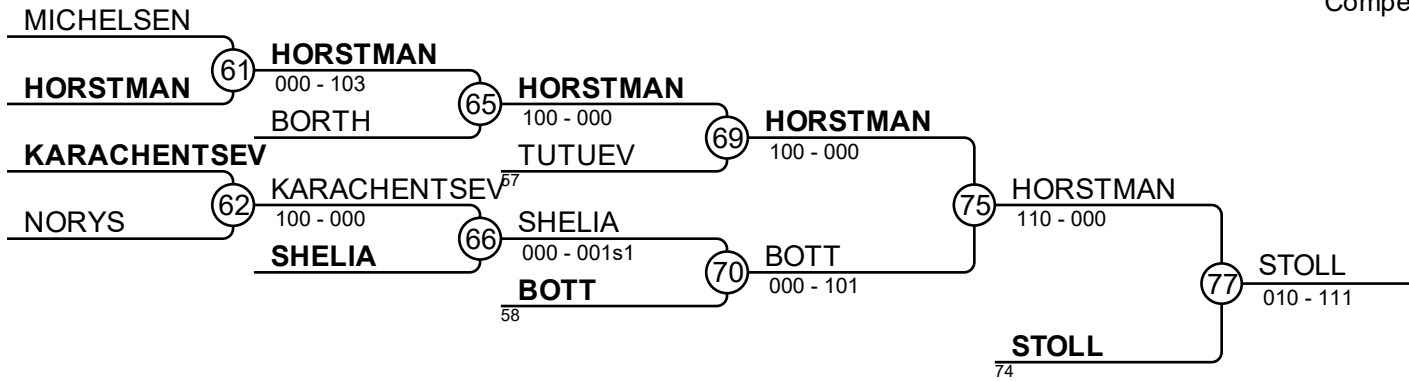 Compe
MICHELSEN
61
HORSTMAN
000 - 103
HORSTMAN
65
HORSTMAN
100 - 000
BORTH
69
HORSTMAN
100 - 000
KARACHENTSEV
TUTUEV
57
62
KARACHENTSEV
100 - 000
75
HORSTMAN
110 - 000
NORYS
66
SHELIA
000 - 001s1
SHELIA
70
BOTT
000 - 101
BOTT
58
77
STOLL
010 - 111
STOLL
74